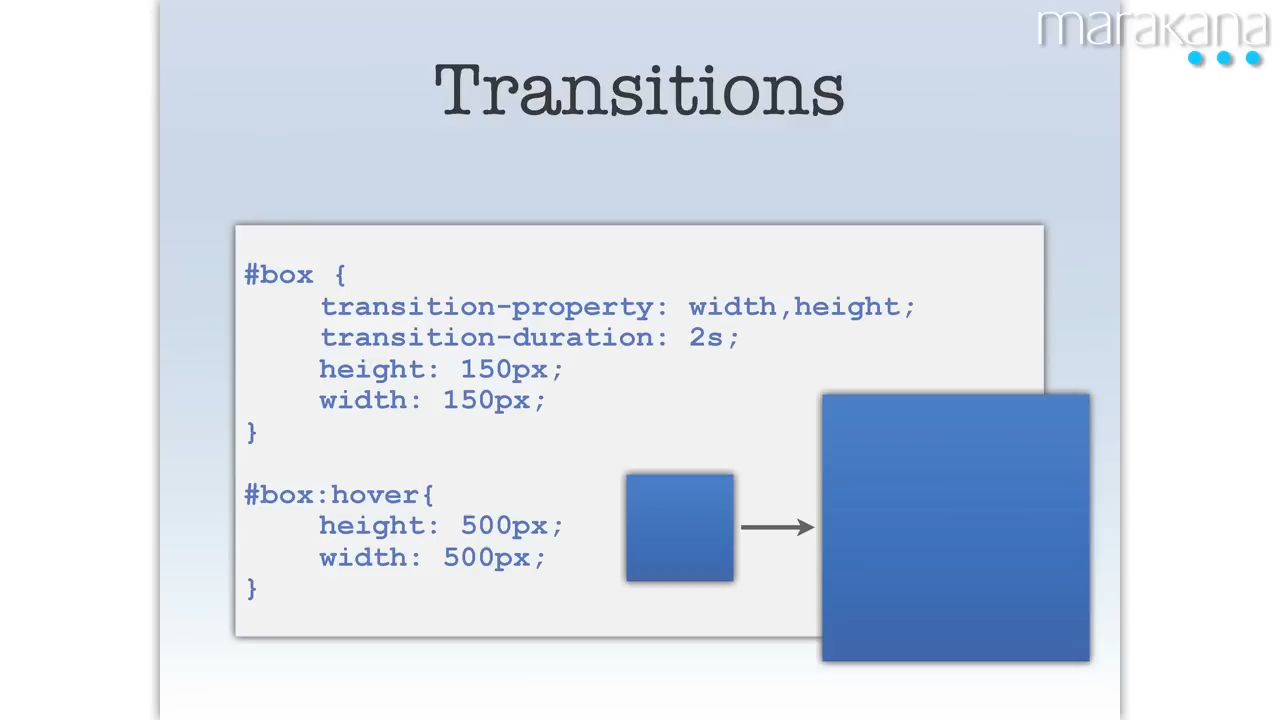 marakana
Transitions
#box {
transition-property: width,height;
transition-duration: 2s;
height: 150px;
width: 150px;
}
#box:hover{
height: 500px;
width: 500px;
}